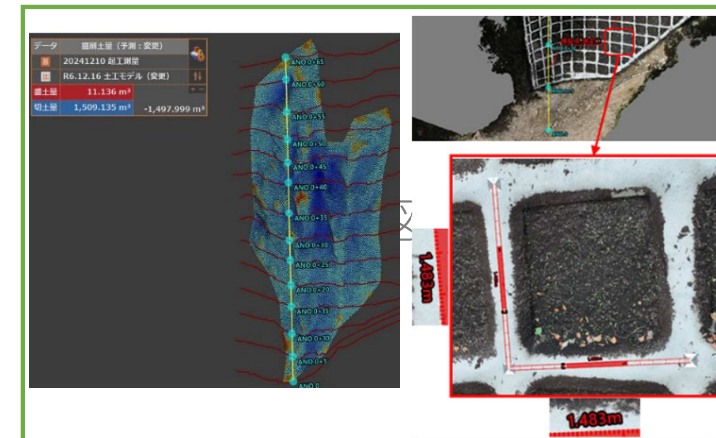 データ 盛削土量（予測：変更）
20241210 起工測量
R6.12.16 土工モデル（変更）
盛土量 11.136 m³
切土量 1,509.135 m³ -1,497.999 m³
ANO.0+65
ANO.0+60
ANO.0+55
ANO.0+50
ANO.0+45
ANO.0+40
ANO.0+35
ANO.0+30
ANO.0+25
ANO.0+20
ANO.0+15
ANO.0+10
ANO.0+5
ANO.0
1.483m
1.483m